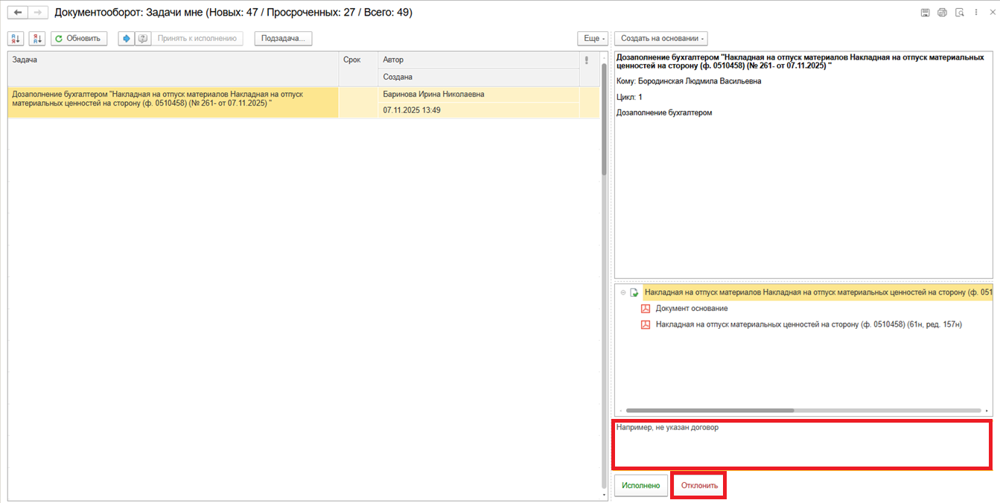 Документооборот: Задачи мне (Новых: 47 / Просроченных: 27 / Всего: 49)
Обновить
Принять к исполнению
Подзадача...
Еще
Создать на основании
Задача
Срок
Автор
Создана
Дозаполнение бухгалтером "Накладная на отпуск материалов Накладная на отпуск
материальных ценностей на сторону (ф. 0510458) (№ 261- от 07.11.2025) "
Баринова Ирина Николаевна
07.11.2025 13:49
Дозаполнение бухгалтером "Накладная на отпуск материалов Накладная на отпуск материальных
ценностей на сторону (ф. 0510458) (№ 261- от 07.11.2025) "
Кому: Бородинская Людмила Васильевна
Цикл: 1
Дозаполнение бухгалтером
Накладная на отпуск материалов Накладная на отпуск материальных ценностей на сторону (ф. 051
Документ основание
Накладная на отпуск материальных ценностей на сторону (ф. 0510458) (61н, ред. 157н)
Например, не указан договор
Исполнено
Отклонить